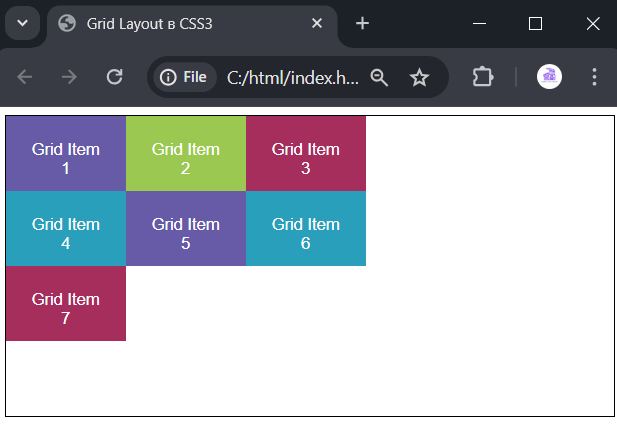 Grid Layout в CSS3
File C:/html/index.h...
Grid Item
1
Grid Item
2
Grid Item
3
Grid Item
4
Grid Item
5
Grid Item
6
Grid Item
7